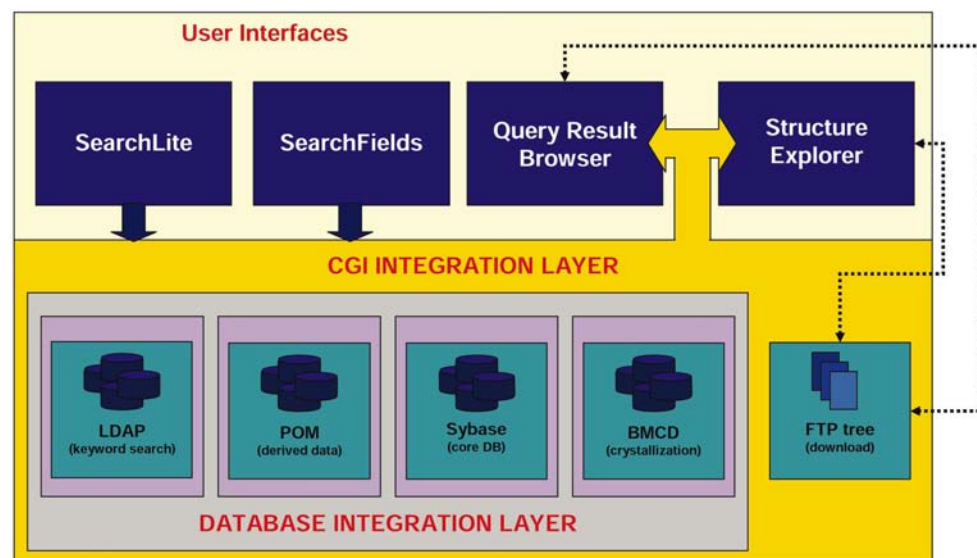 User Interfaces
SearchLite
SearchFields
Query Result
Browser
Structure
Explorer
CGI INTEGRATION LAYER
LDAP
(keyword search)
POM
(derived data)
Sybase
(core DB)
BMCD
(crystallization)
FTP tree
(download)
DATABASE INTEGRATION LAYER